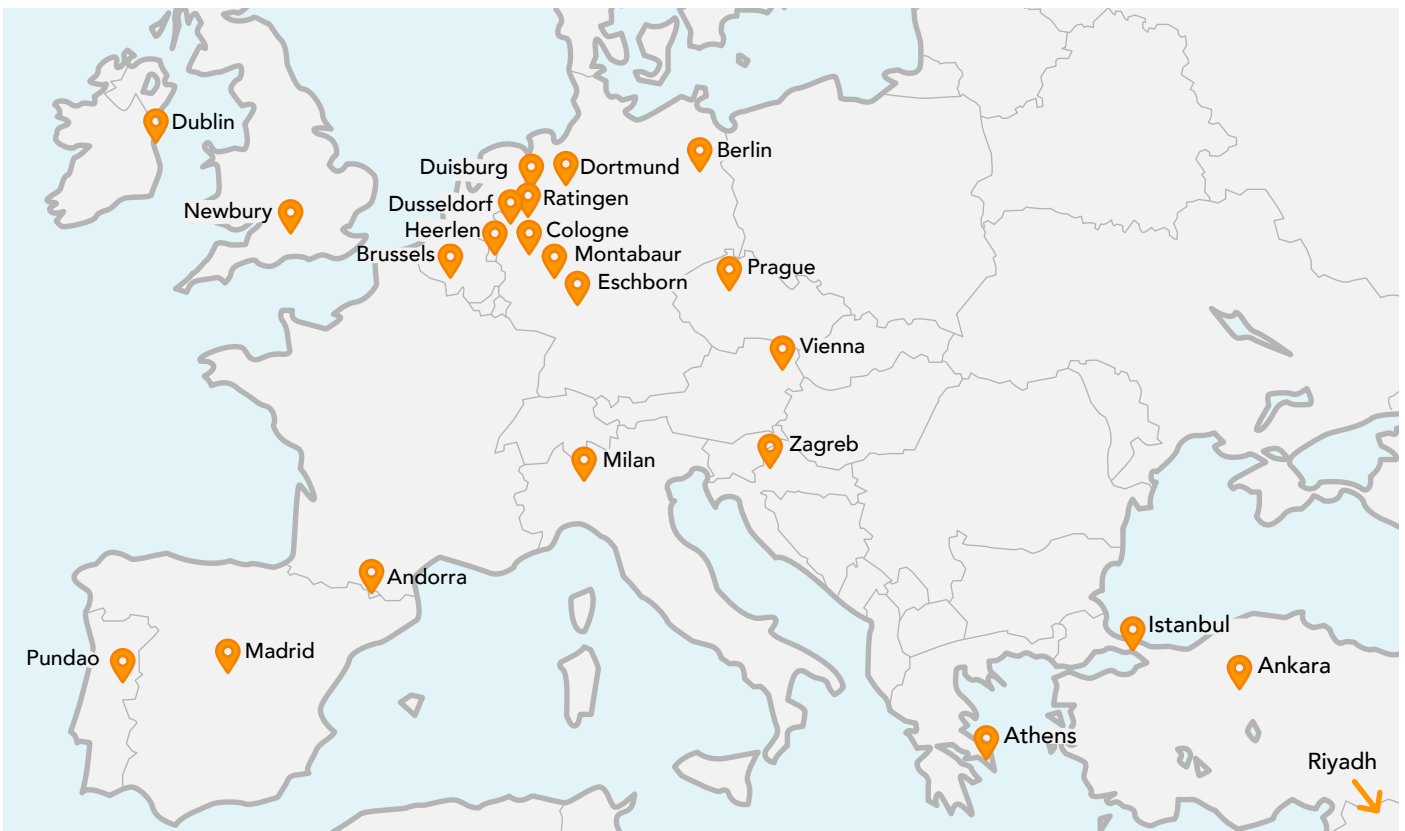 Dublin
Berlin
Duisburg
Dortmund
Dusseldorf
Ratingen
Newbury
Heerlen
Cologne
Brussels
Montabaur
Prague
Eschborn
Vienna
Zagreb
Milan
Andorra
Istanbul
Madrid
Pundao
Ankara
Athens
Riyadh